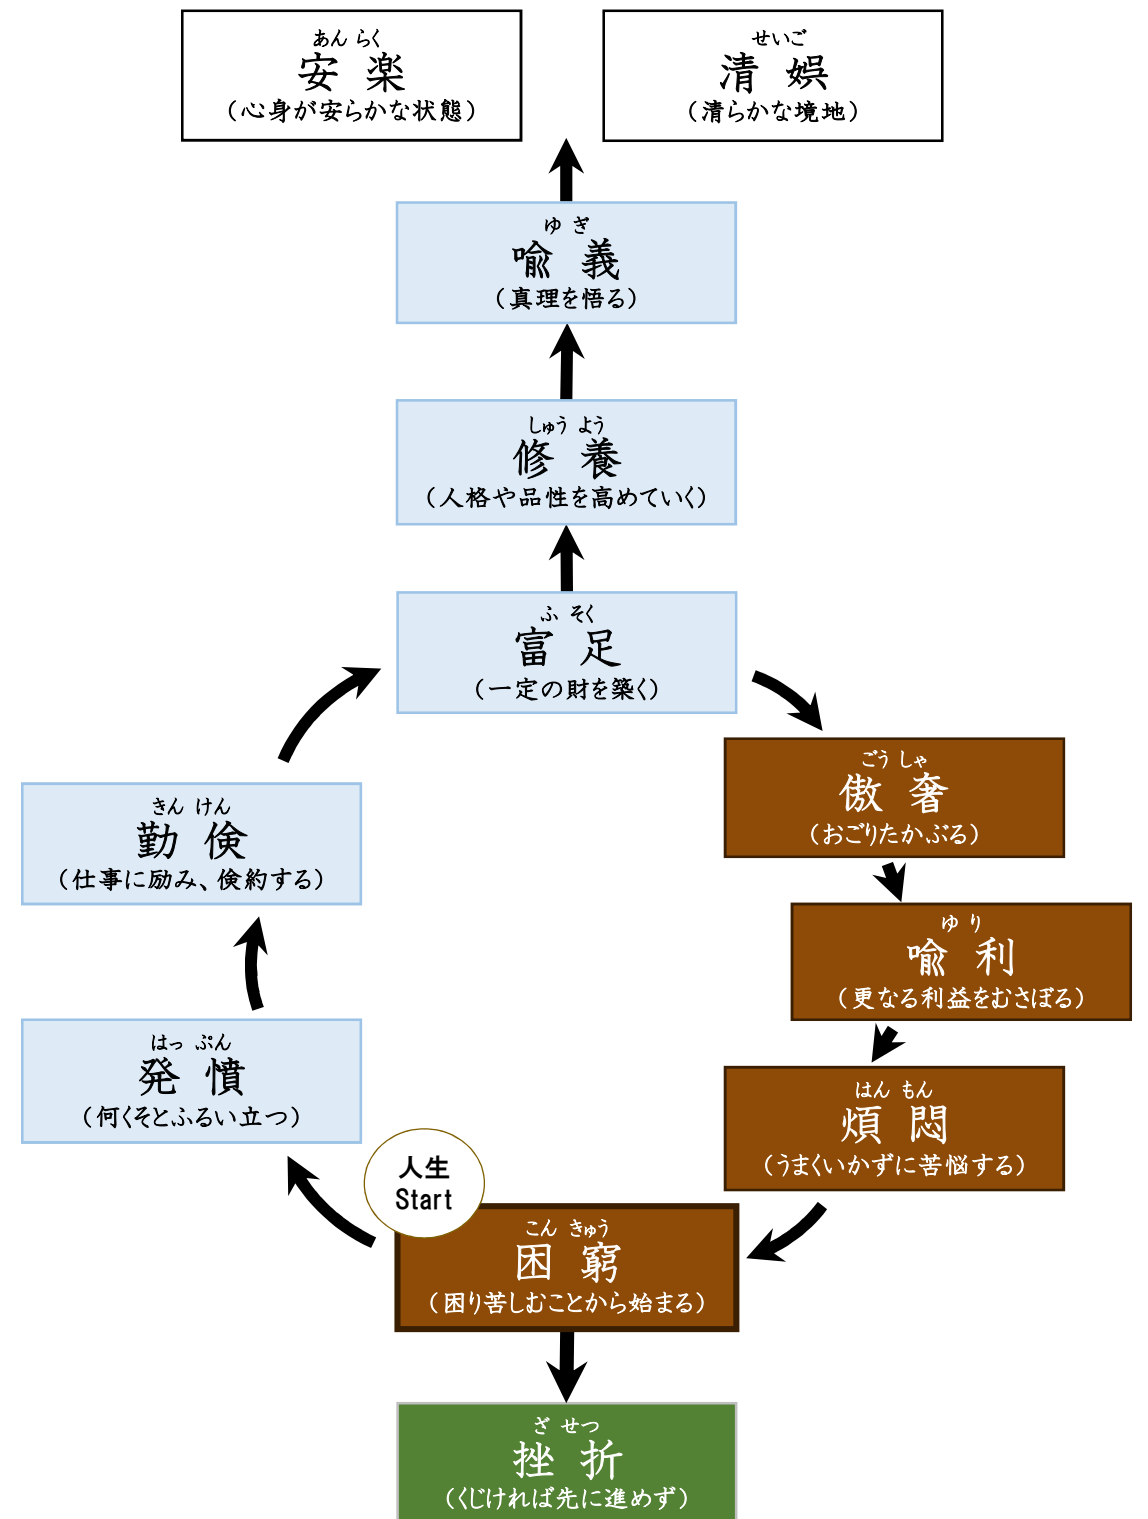 あん らく
安 楽
(心身が安らかな状態)
せいご
清 娯
(清らかな境地)
ゆ ぎ
喩 義
(真理を悟る)
しゅう よう
修 養
(人格や品性を高めていく)
ふ そく
富 足
(一定の財を築く)
ごう しゃ
傲 奢
(おごりたかぶる)
きん けん
勤 倹
(仕事に励み、倹約する)
ゆ り
喩 利
(更なる利益をむさぼる)
はっ ぷん
発 憤
(何くそとふるい立つ)
はん もん
煩 悶
(うまくいかずに苦悩する)
人生
Start
こん きゅう
困 窮
(困り苦しむことから始まる)
ざ せつ
挫 折
(くじければ先に進めず)